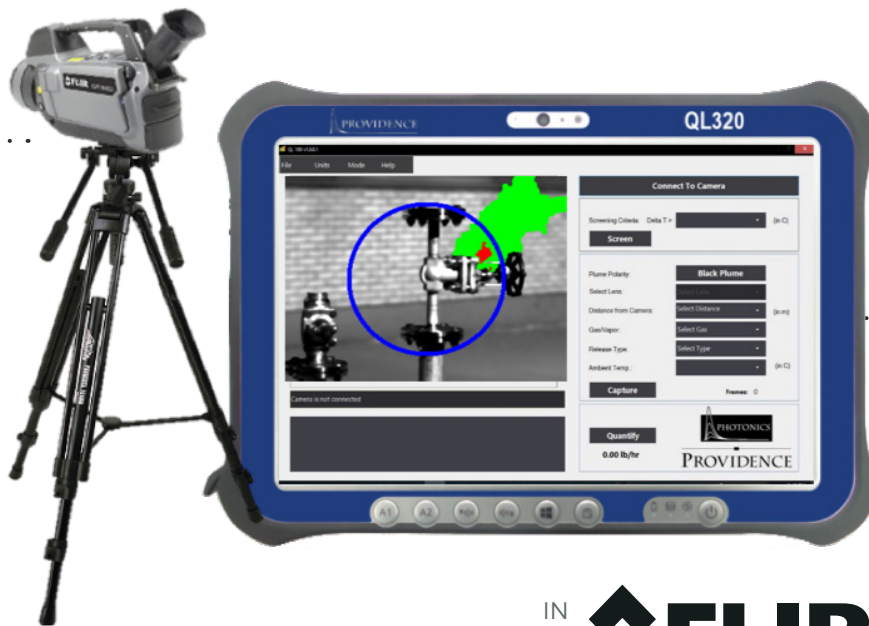 FLIR
PROVIDENCE
QL320
File Units Mode Help
Connect To Camera
Screening Criteria: Delta T > (in C)
Screen
Plume Polarity: Black Plume
Select Lens:
Distance from Camera: Select Distance (in m)
Gas/Vapor: Select Gas
Release Type: Select Type
Ambient Temp.: (in C)
Capture Frames: 0
Camera is not connected
Quantify
0.00 lb/hr
PHOTONICS
PROVIDENCE
A1 A2
IN
FLIR